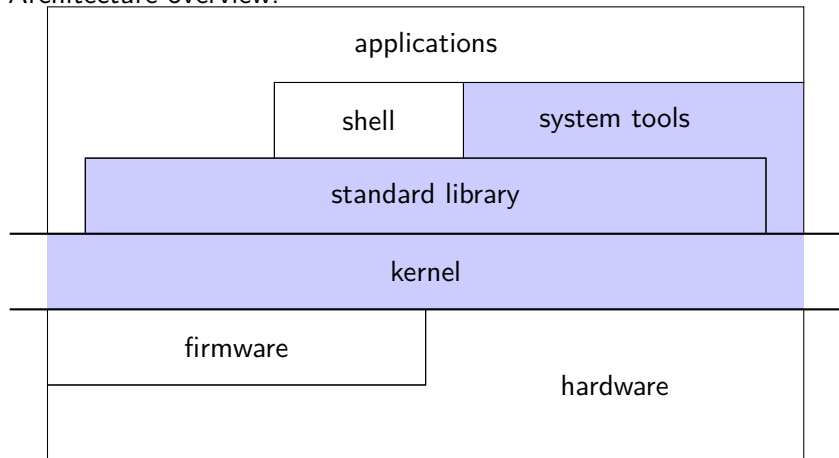 Architecture overview:
applications
shell
system tools
standard library
kernel
firmware
hardware